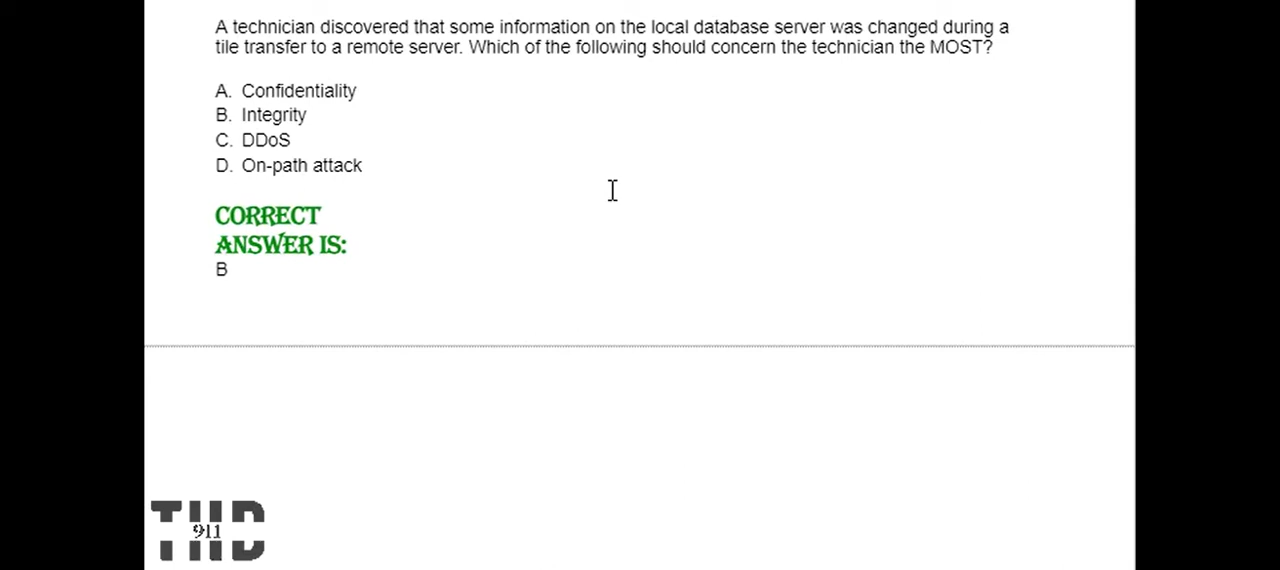 A technician discovered that some information on the local database server was changed during a
tile transfer to a remote server. Which of the following should concern the technician the MOST?
A. Confidentiality
B. Integrity
C. DDoS
D. On-path attack
CORRECT
ANSWER IS:
B
THD
911